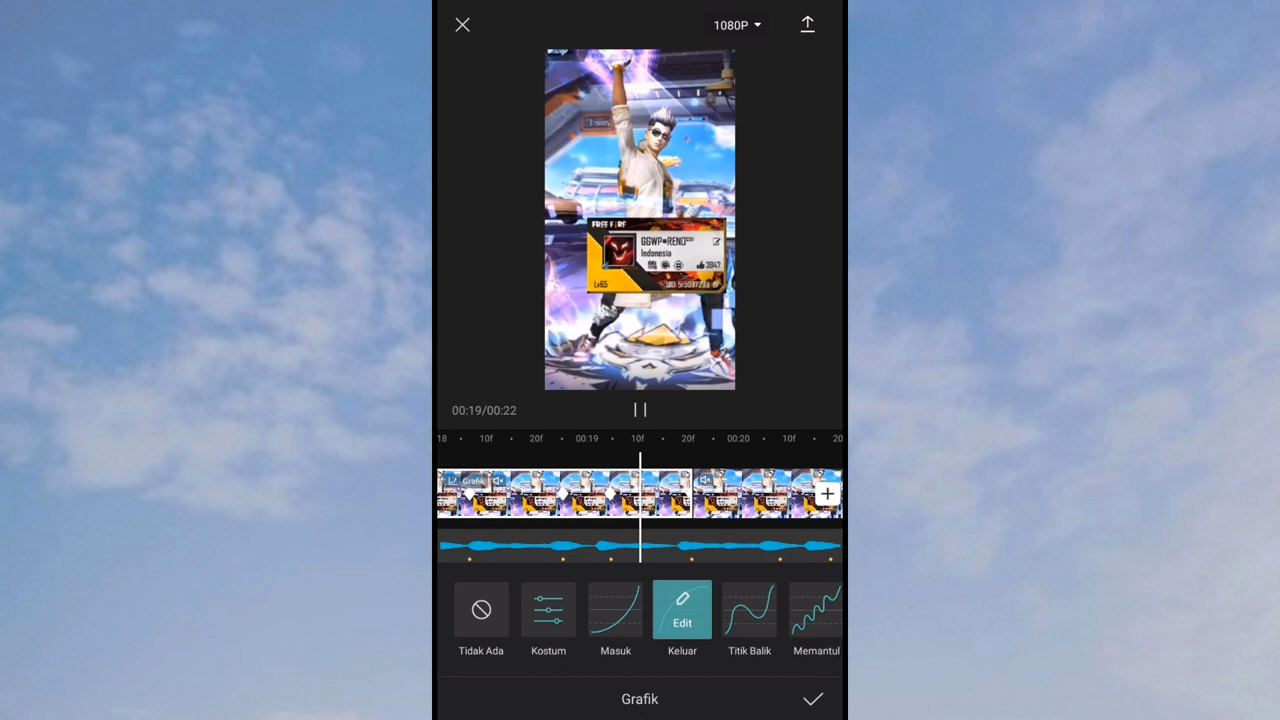 1080P
FREE FIRE
GGWP RENO
Indonesia
3847
Lv65
00:19/00:22
18 10f 20f 00:19 10f 20f 00:20 10f 20
Grafik
Edit
Tidak Ada Kostum Masuk Keluar Titik Balik Memantul
Grafik